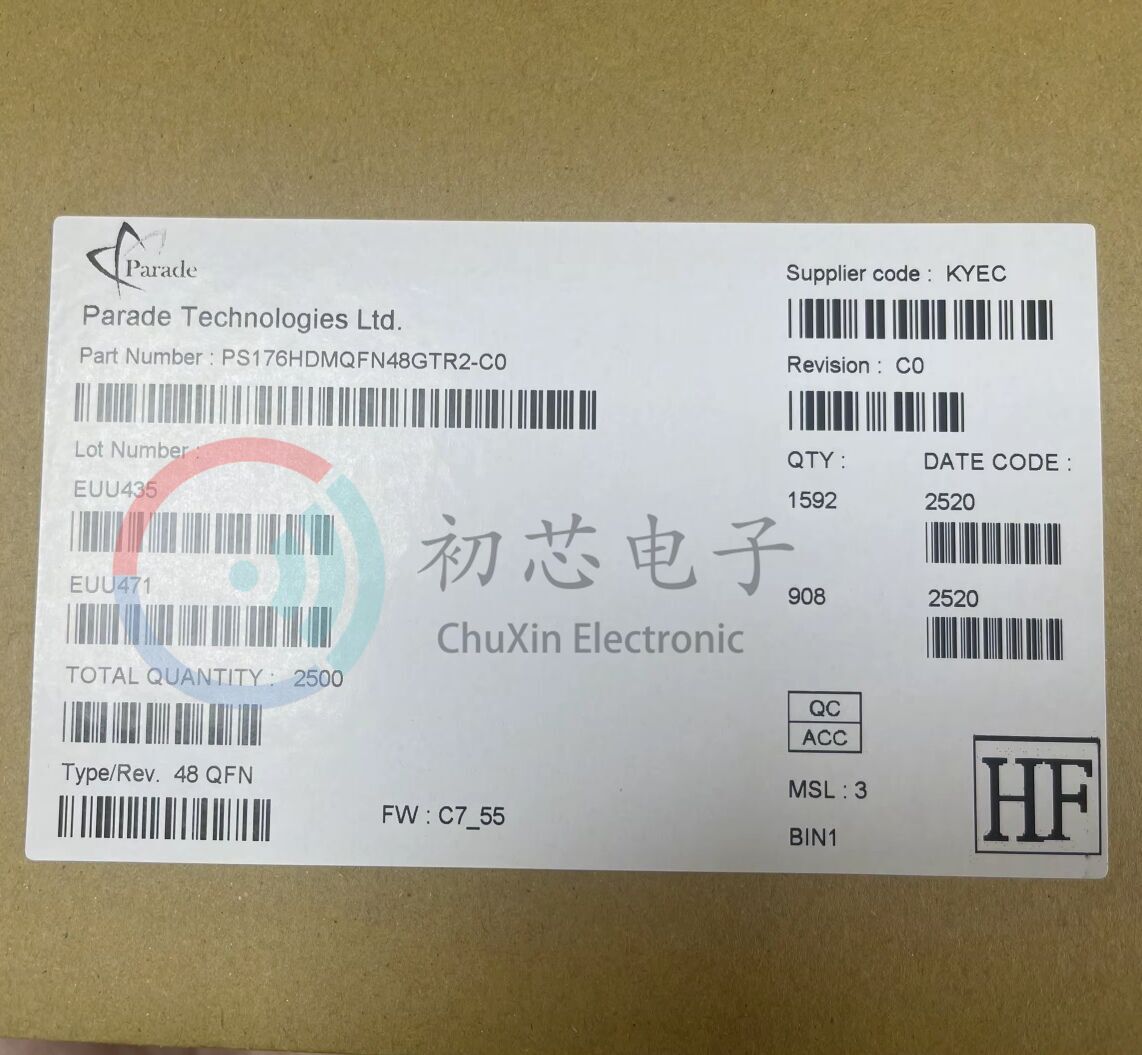 Parade
Parade Technologies Ltd.
Part Number : PS176HDMQFN48GTR2-C0
Lot Number :
EUU435
EUU471
TOTAL QUANTITY : 2500
Type/Rev. 48 QFN
FW : C7_55
Supplier code : KYEC
Revision : C0
QTY : DATE CODE :
1592 2520
908 2520
QC
ACC
MSL : 3
BIN1
HF
初芯电子
ChuXin Electronic